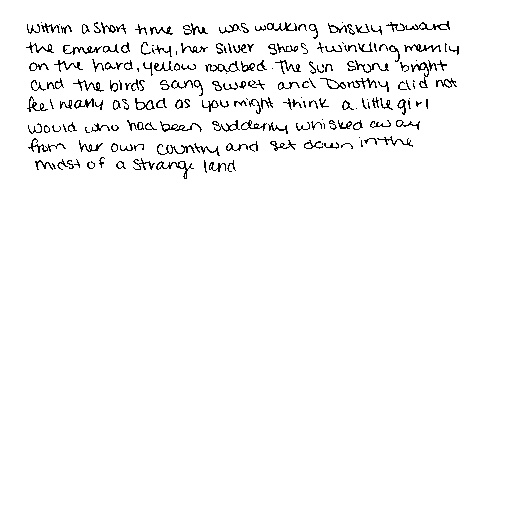 Within a short time she was walking briskly toward
the Emerald City, her Silver Shoes twinkling merrily
on the hard, yellow roadbed. The sun shone bright
and the birds sang sweet and Dorothy did not
feel nearly as bad as you might think a little girl
would who had been suddenly whisked away
from her own country and set down in the
midst of a strange land